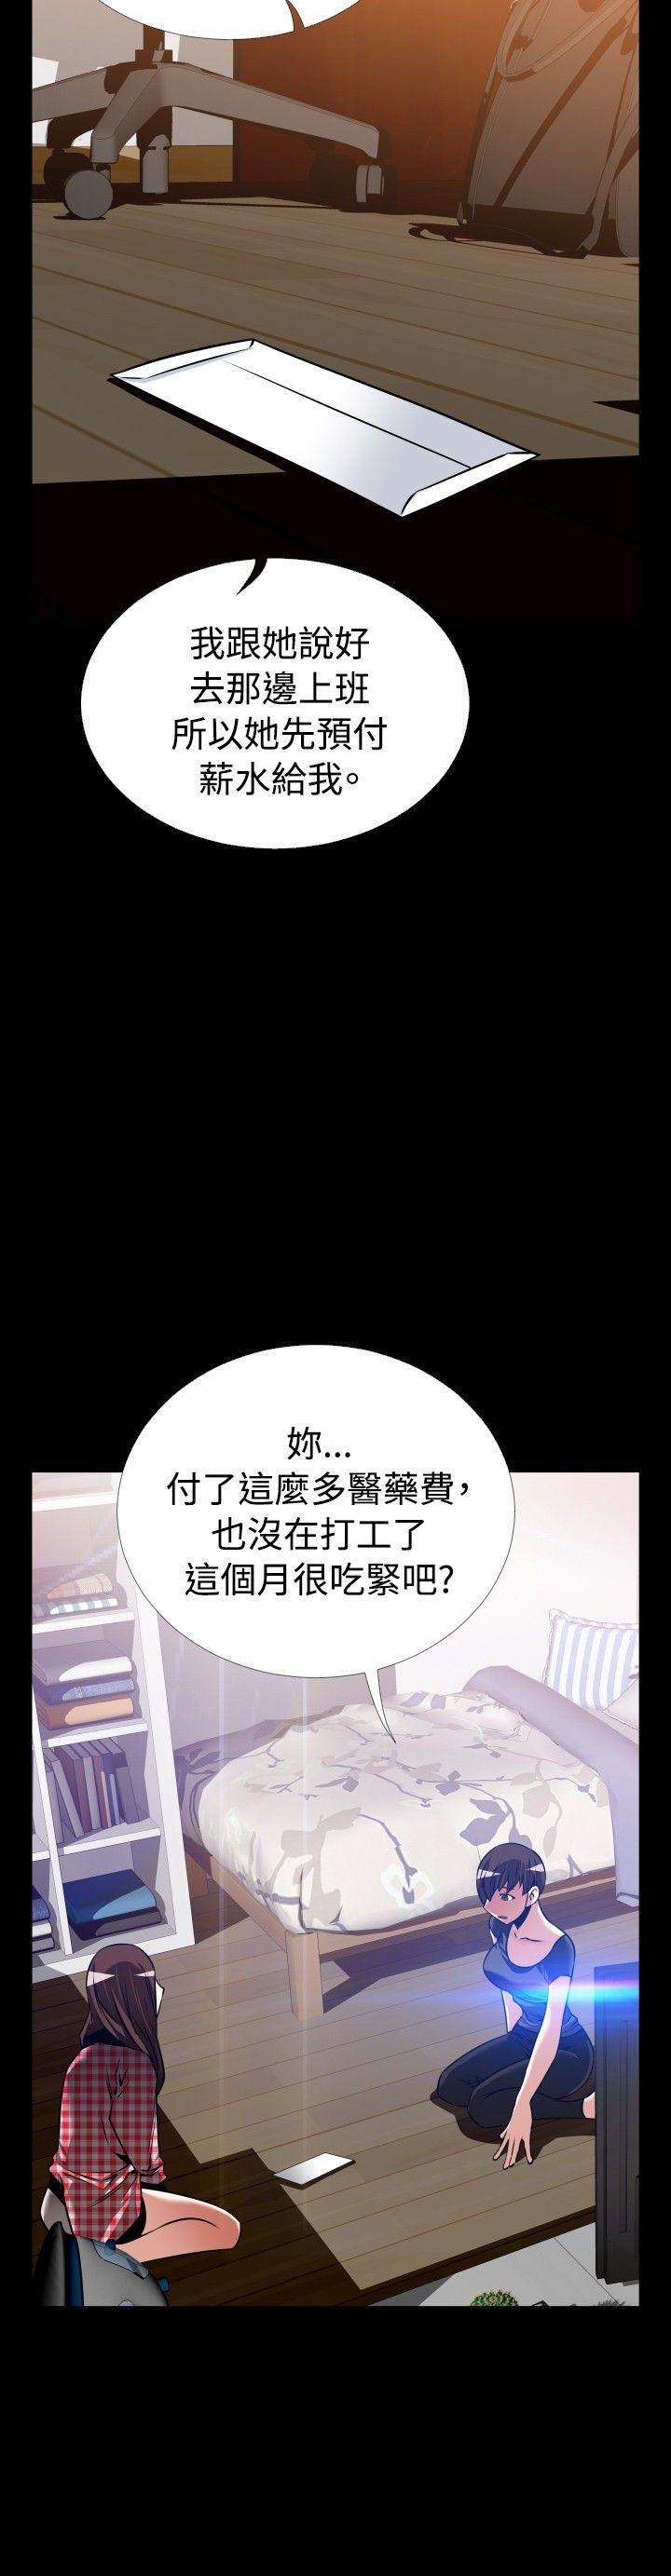 我跟她說好
去那邊上班
所以她先預付
薪水給我。
妳…
付了這麼多醫藥費，
也沒在打工了
這個月很吃緊吧?